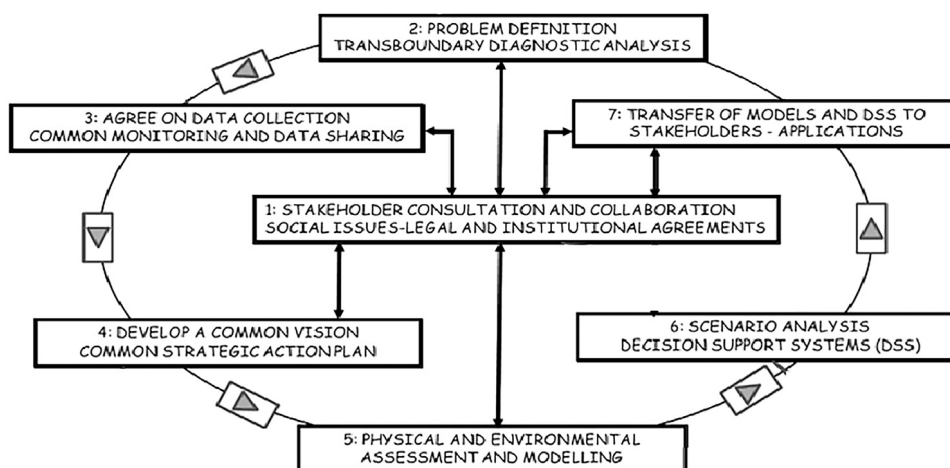 2: PROBLEM DEFINITION
TRANSBOUNDARY DIAGNOSTIC ANALYSIS
3: AGREE ON DATA COLLECTION
COMMON MONITORING AND DATA SHARING
7: TRANSFER OF MODELS AND DSS TO
STAKEHOLDERS - APPLICATIONS
1: STAKEHOLDER CONSULTATION AND COLLABORATION
SOCIAL ISSUES-LEGAL AND INSTITUTIONAL AGREEMENTS
4: DEVELOP A COMMON VISION
COMMON STRATEGIC ACTION PLAN
6: SCENARIO ANALYSIS
DECISION SUPPORT SYSTEMS (DSS)
5: PHYSICAL AND ENVIRONMENTAL
ASSESSMENT AND MODELLING